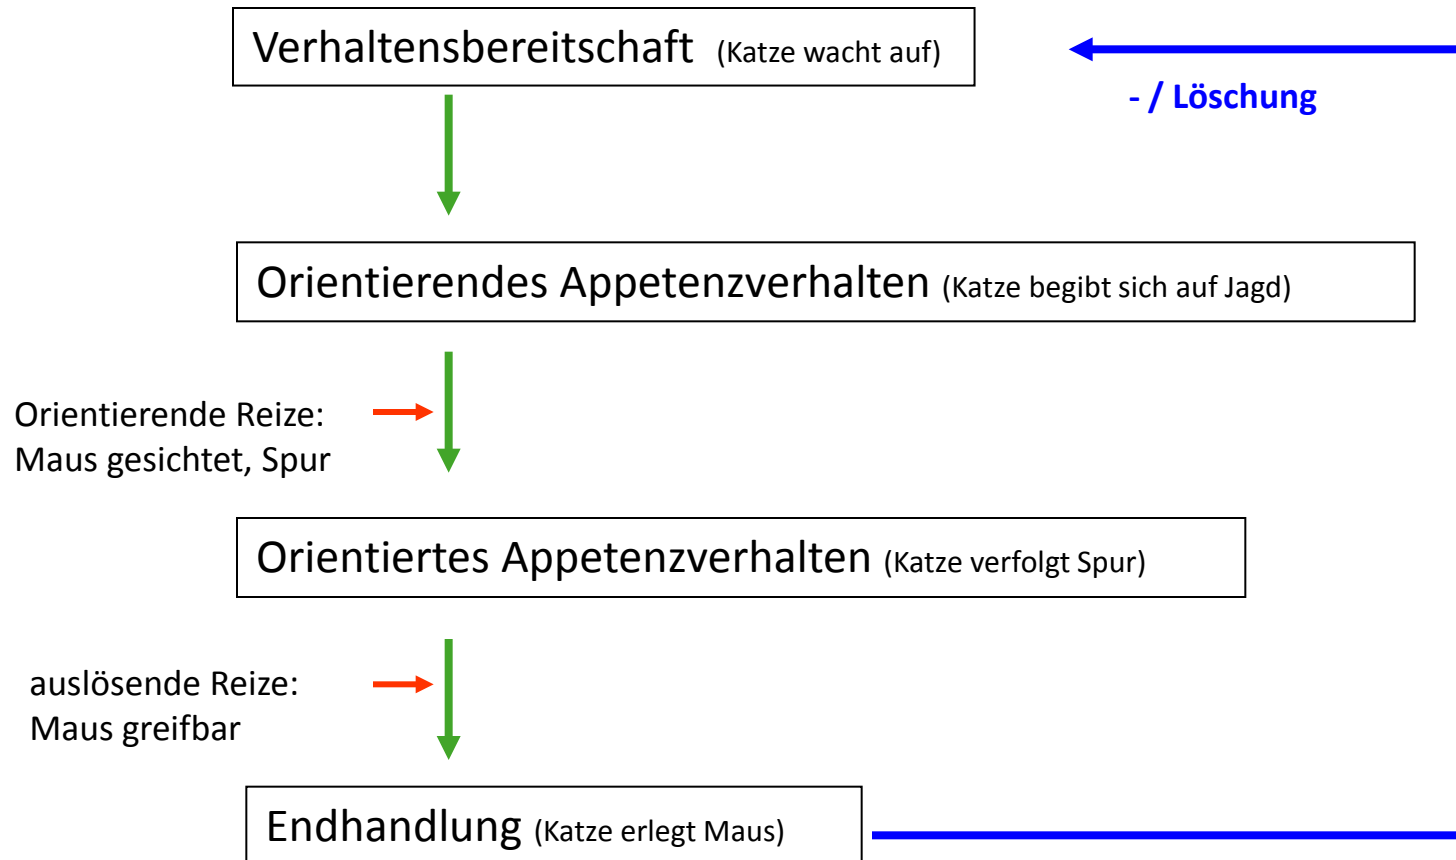 Verhaltensbereitschaft (Katze wacht auf)
- / Löschung
Orientierendes Appetenzverhalten (Katze begibt sich auf Jagd)
Orientierende Reize:
Maus gesichtet, Spur
Orientiertes Appetenzverhalten (Katze verfolgt Spur)
auslösende Reize:
Maus greifbar
Endhandlung (Katze erlegt Maus)